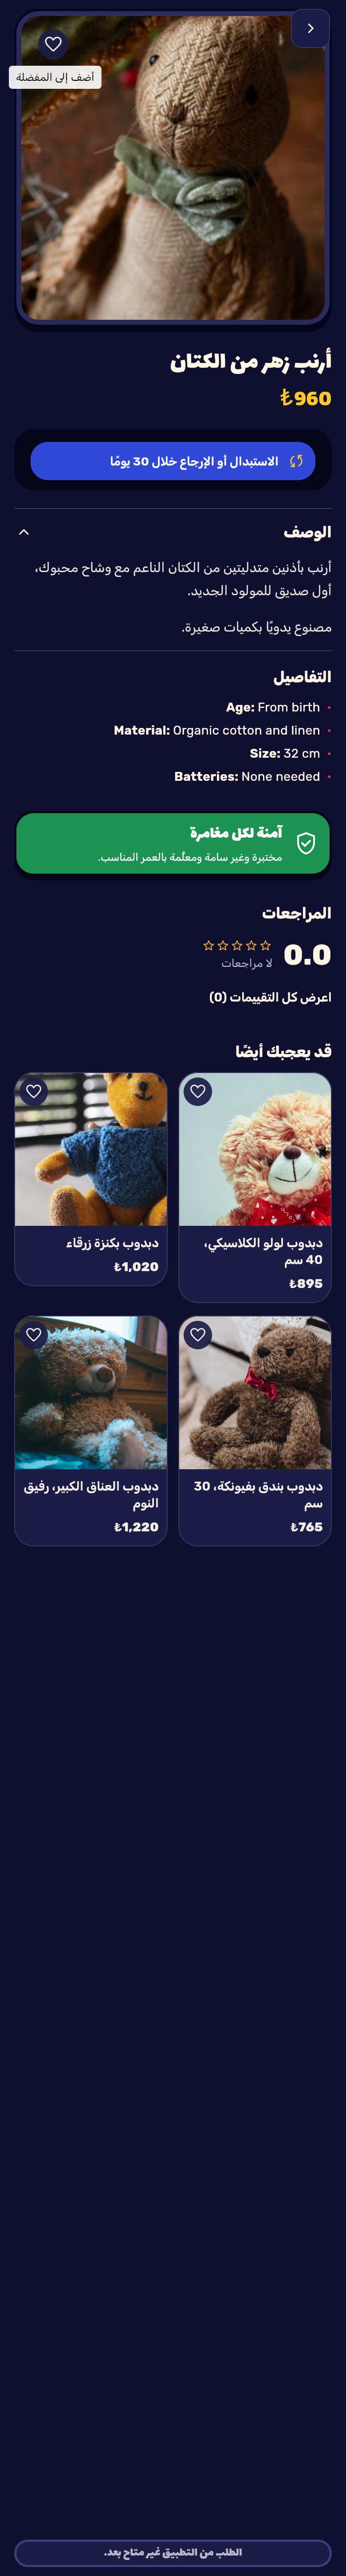 أضف إلى المفضلة
أرنب زهر من الكتان
₺960
الاستبدال أو الإرجاع خلال 30 يومًا
الوصف
أرنب بأذنين متدليتين من الكتان الناعم مع وشاح محبوك،
أول صديق للمولود الجديد.
مصنوع يدويًا بكميات صغيرة.
التفاصيل
• Age: From birth
• Material: Organic cotton and linen
• Size: 32 cm
• Batteries: None needed
آمنة لكل مغامرة
مختبرة وغير سامة ومعلّمة بالعمر المناسب.
المراجعات
0.0
لا مراجعات
اعرض كل التقييمات (0)
قد يعجبك أيضًا
دبدوب لولو الكلاسيكي،
40 سم
₺895
دبدوب بكنزة زرقاء
₺1,020
دبدوب بندق بفيونكة، 30
سم
₺765
دبدوب العناق الكبير، رفيق
النوم
₺1,220
الطلب من التطبيق غير متاح بعد.